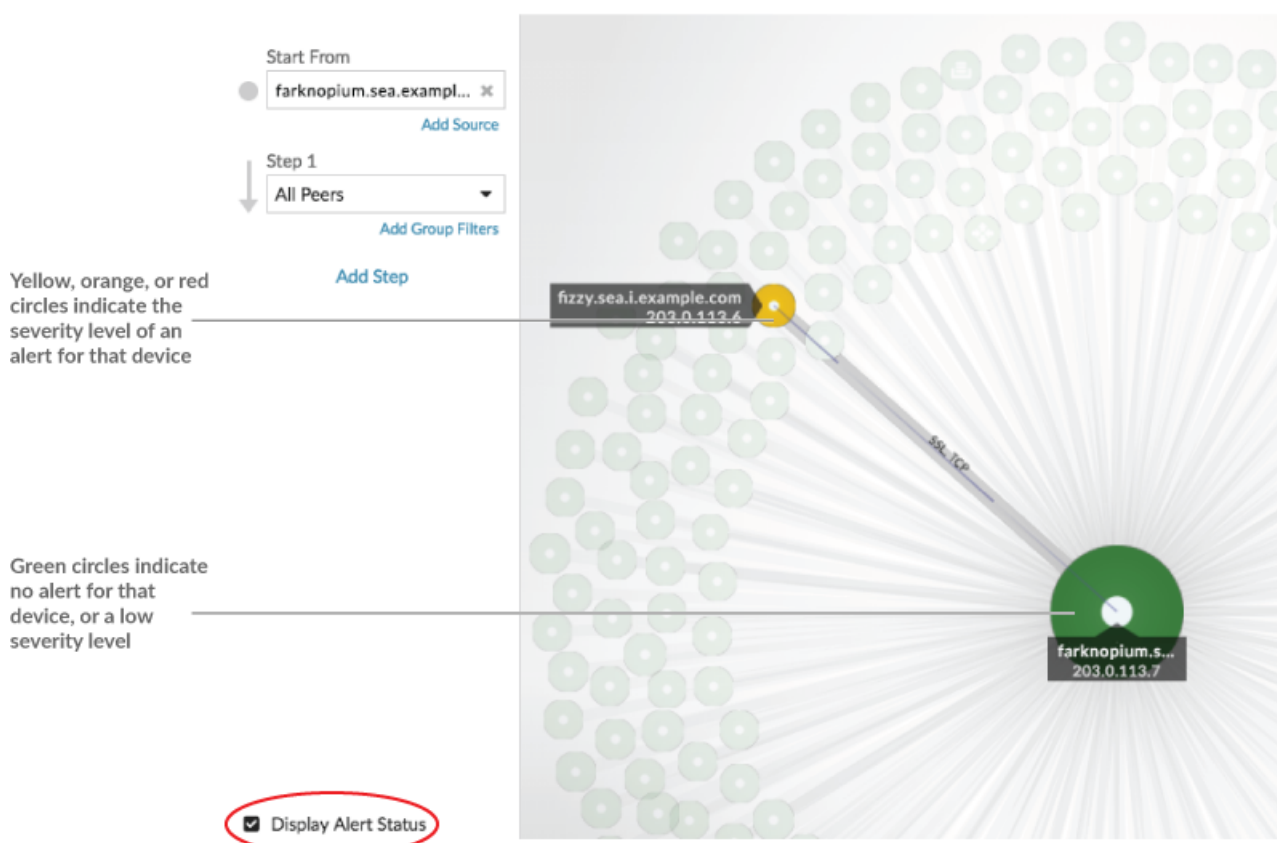 Start From
farknopium.sea.exampl...
Add Source
Step 1
All Peers
Add Group Filters
Add Step
Yellow, orange, or red
circles indicate the
severity level of an
alert for that device
fizzy.sea.i.example.com
203.0.113.6
SSL, TCP
Green circles indicate
no alert for that
device, or a low
severity level
farknopium.s...
203.0.113.7
Display Alert Status